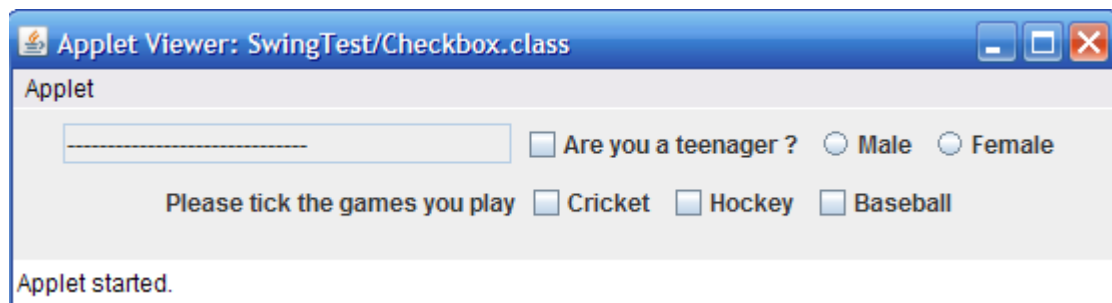 Applet Viewer: SwingTest/Checkbox.class
Applet
------------------------------ Are you a teenager ? Male Female
Please tick the games you play Cricket Hockey Baseball
Applet started.